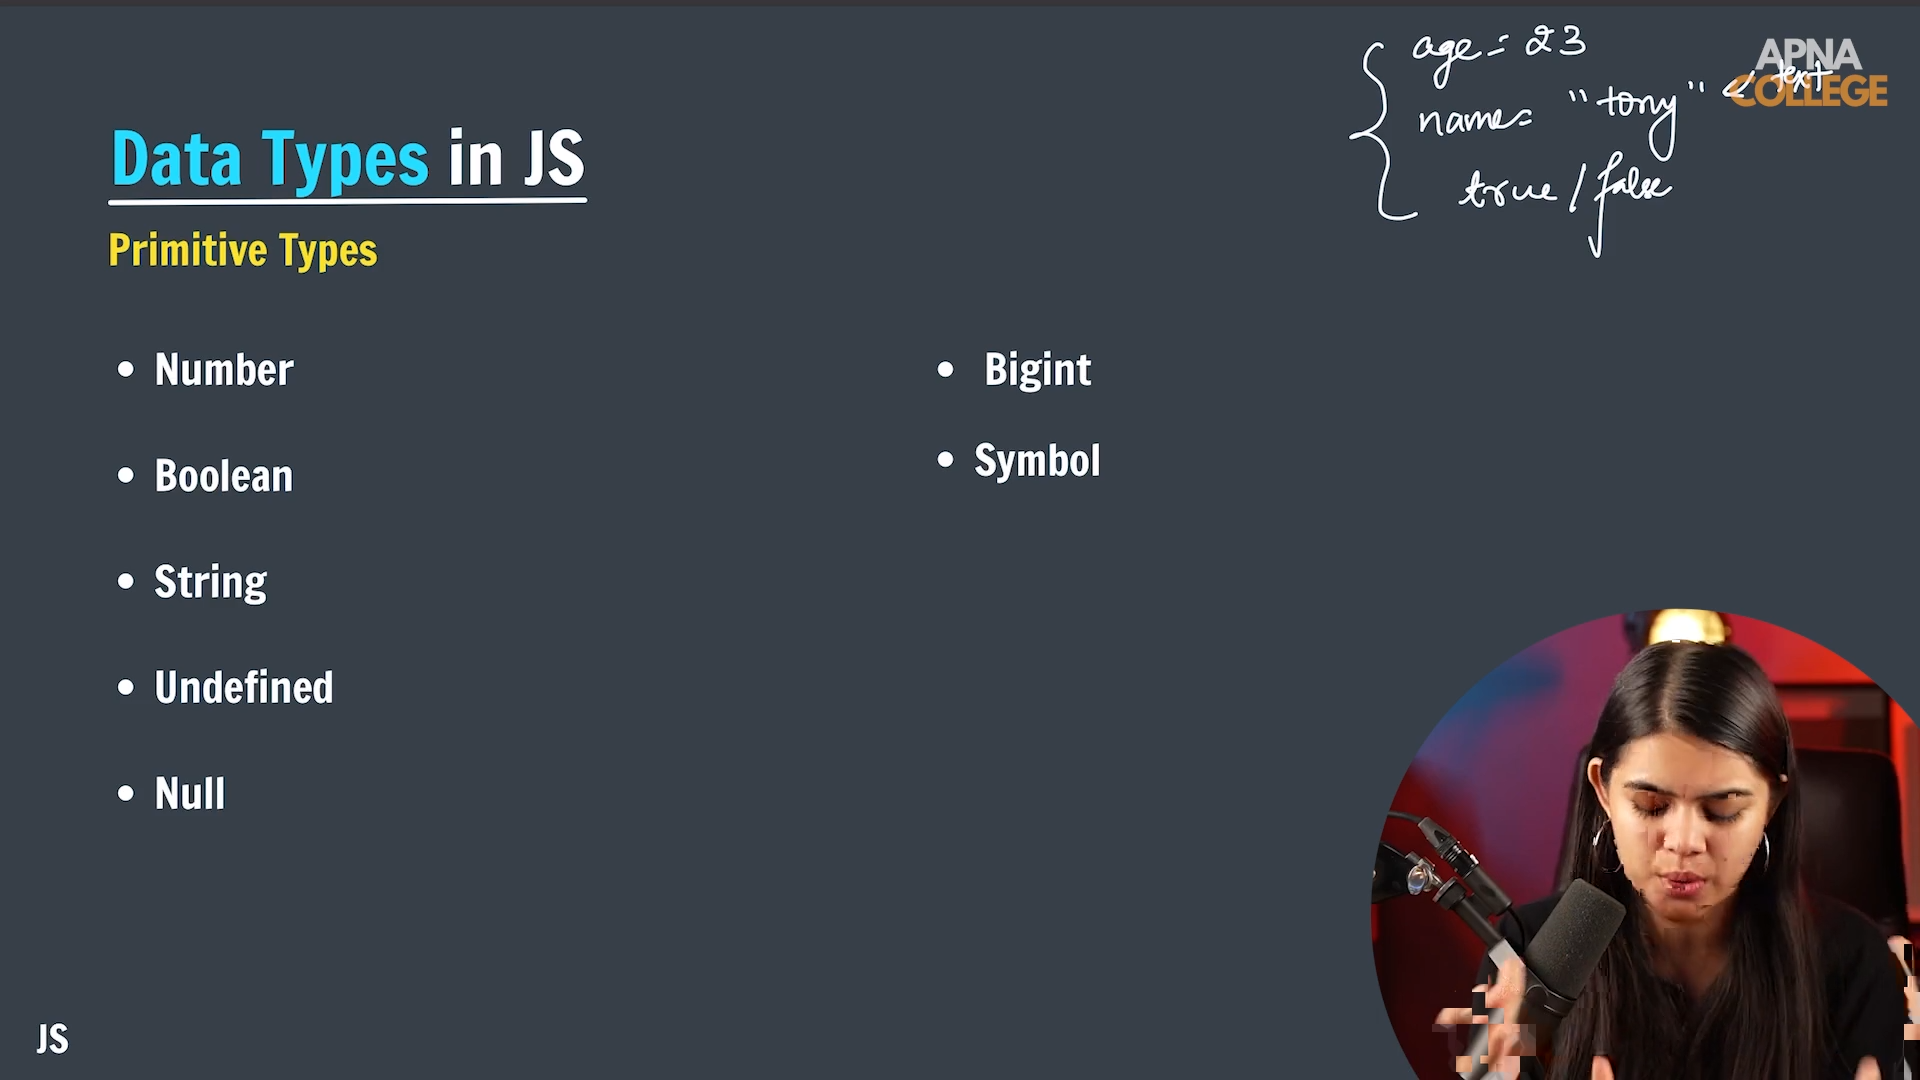 age = 23
name = "tony" ← text
true / false
APNA
COLLEGE
Data Types in JS
Primitive Types
• Number
• Boolean
• String
• Undefined
• Null
• Bigint
• Symbol
JS